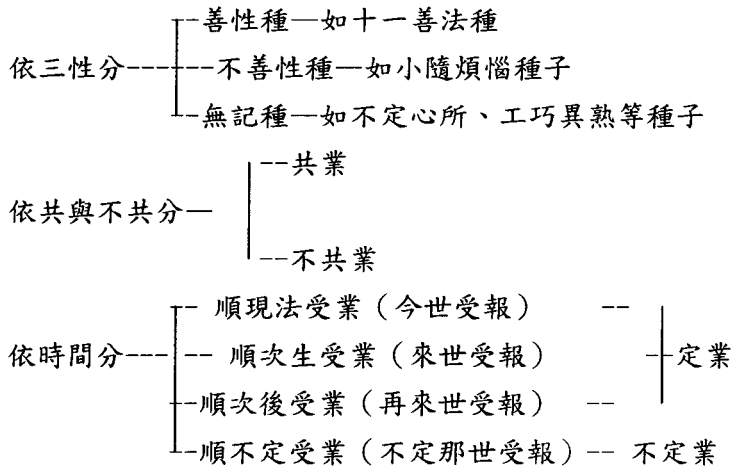 善性種—如十一善法種
依三性分 不善性種—如小隨煩惱種子
無記種—如不定心所、工巧異熟等種子
共業
依共與不共分
不共業
順現法受業（今世受報）
依時間分 順次生受業（來世受報） 定業
順次後受業（再來世受報）
順不定受業（不定那世受報） 不定業